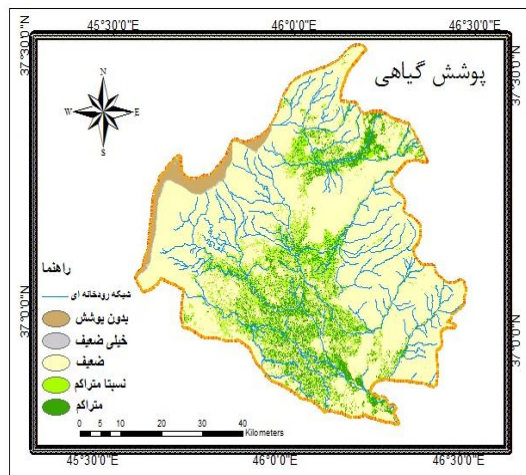 45°30'0"E 46°0'0"E 46°30'0"E
37°30'0"N 37°30'0"N
پوشش گیاهی
N
W E
S
راهنما
شبکه رودخانه ای
بدون پوشش
خیلی ضعیف
ضعیف
نسبتا متراکم
متراکم
37°0'0"N 37°0'0"N
0 5 10 20 30 40
Kilometers
45°30'0"E 46°0'0"E 46°30'0"E